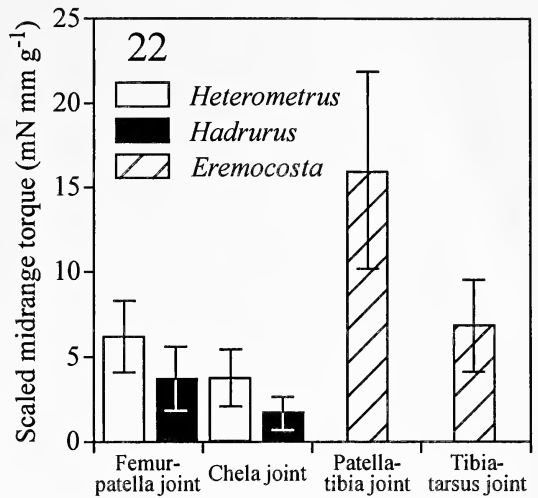 Scaled midrange torque (mN mm g-1)
25
20
15
10
5
0
22
Heterometrus
Hadrurus
Eremocosta
Femur-
patella joint
Chela joint
Patella-
tibia joint
Tibia-
tarsus joint